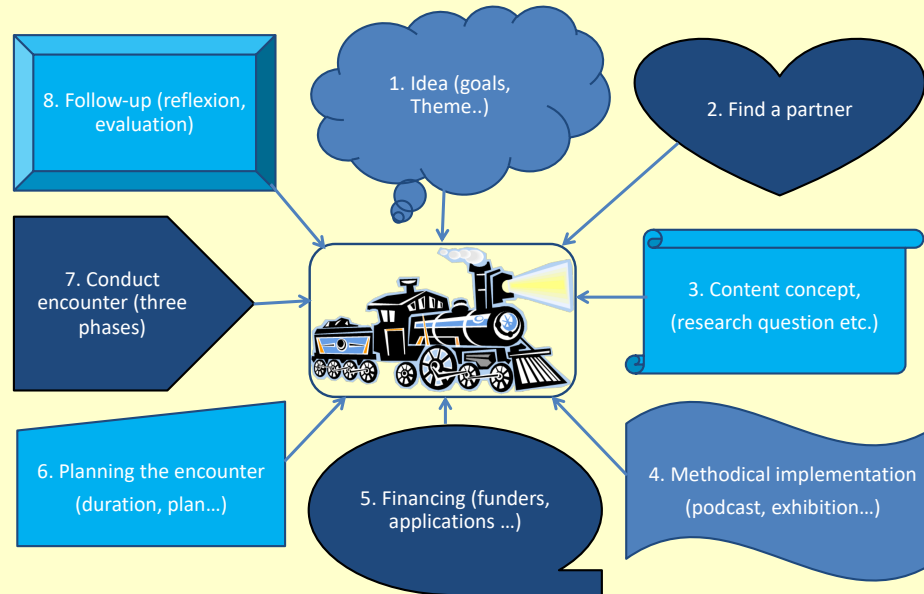 1. Idea (goals,
Theme..)
2. Find a partner
3. Content concept,
(research question etc.)
4. Methodical implementation
(podcast, exhibition…)
5. Financing (funders,
applications …)
6. Planning the encounter
(duration, plan…)
7. Conduct
encounter (three
phases)
8. Follow-up (reflexion,
evaluation)